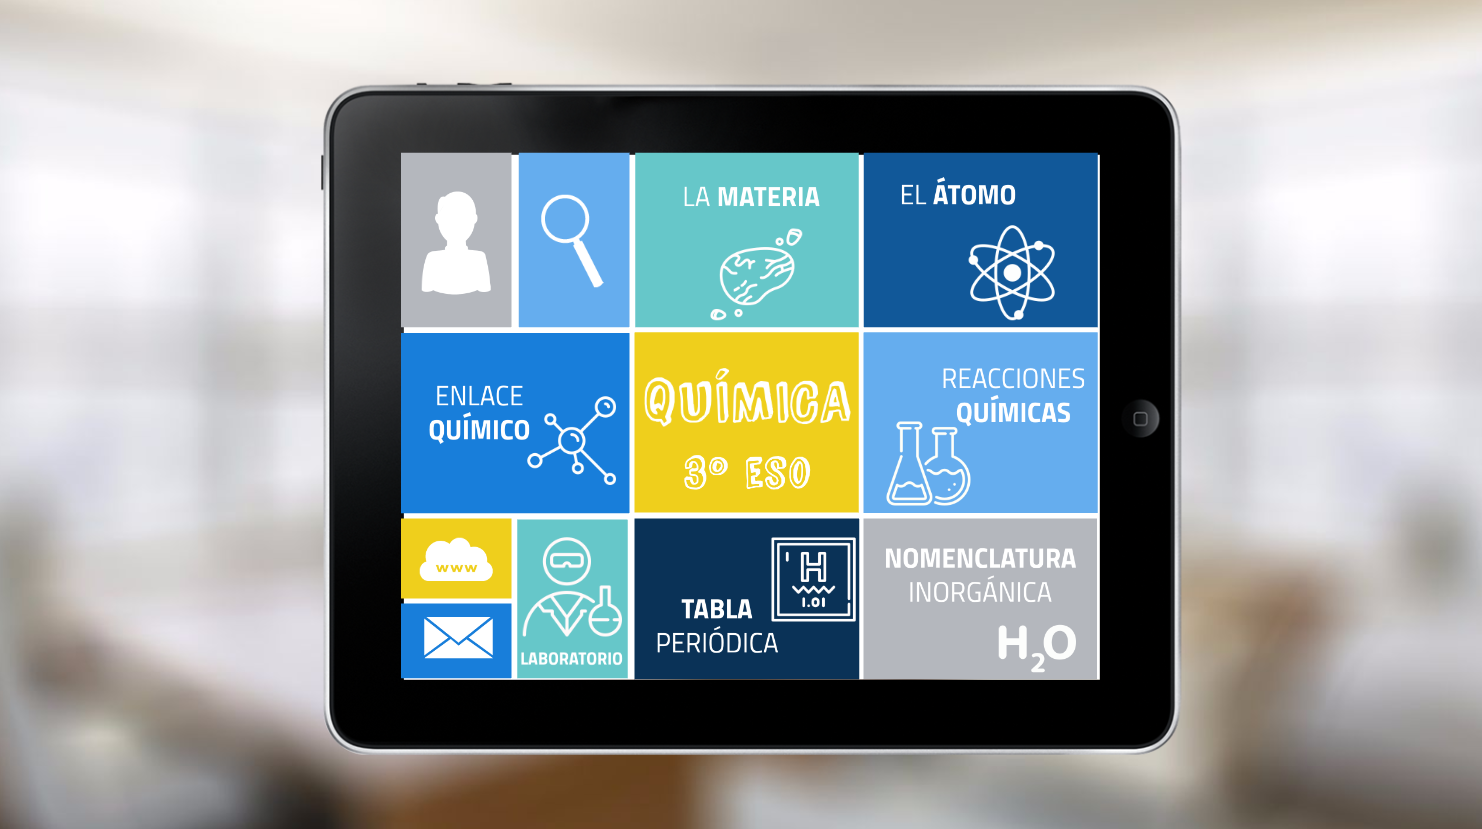 LA MATERIA
EL ÁTOMO
ENLACE
QUÍMICO
QUÍMICA
3º ESO
REACCIONES
QUÍMICAS
www
LABORATORIO
TABLA
PERIÓDICA
' H
1.01
NOMENCLATURA
INORGÁNICA
H₂O